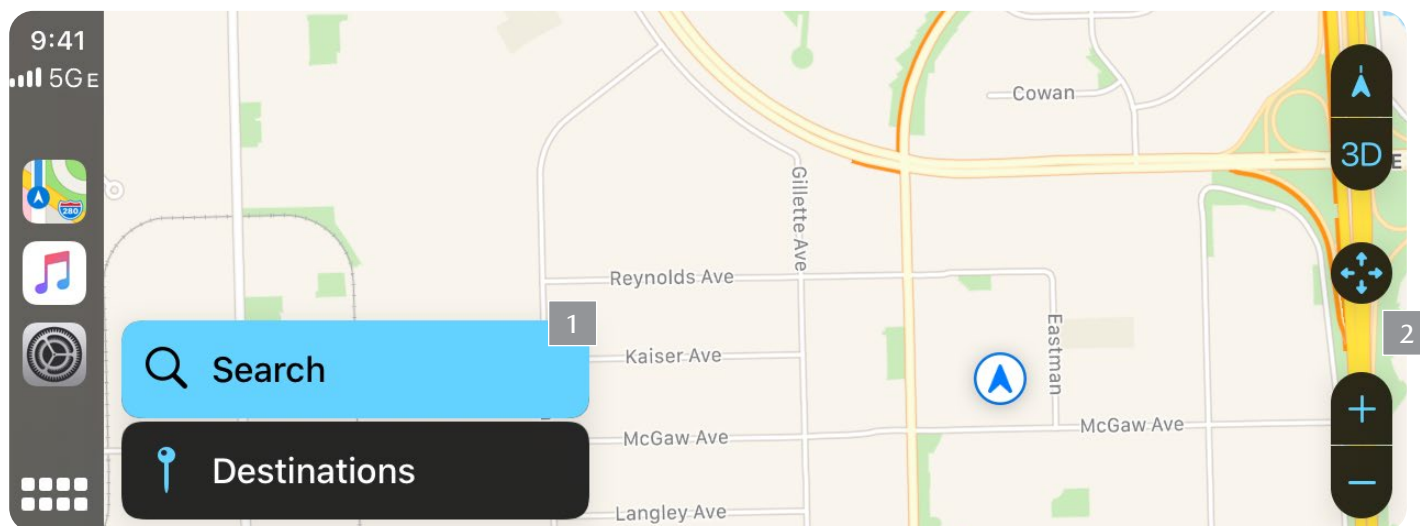 9:41
5GE
280
Cowan
3D
E
Gillette Ave
Reynolds Ave
1
Eastman
2
Search
Kaiser Ave
McGaw Ave
McGaw Ave
Destinations
Langley Ave